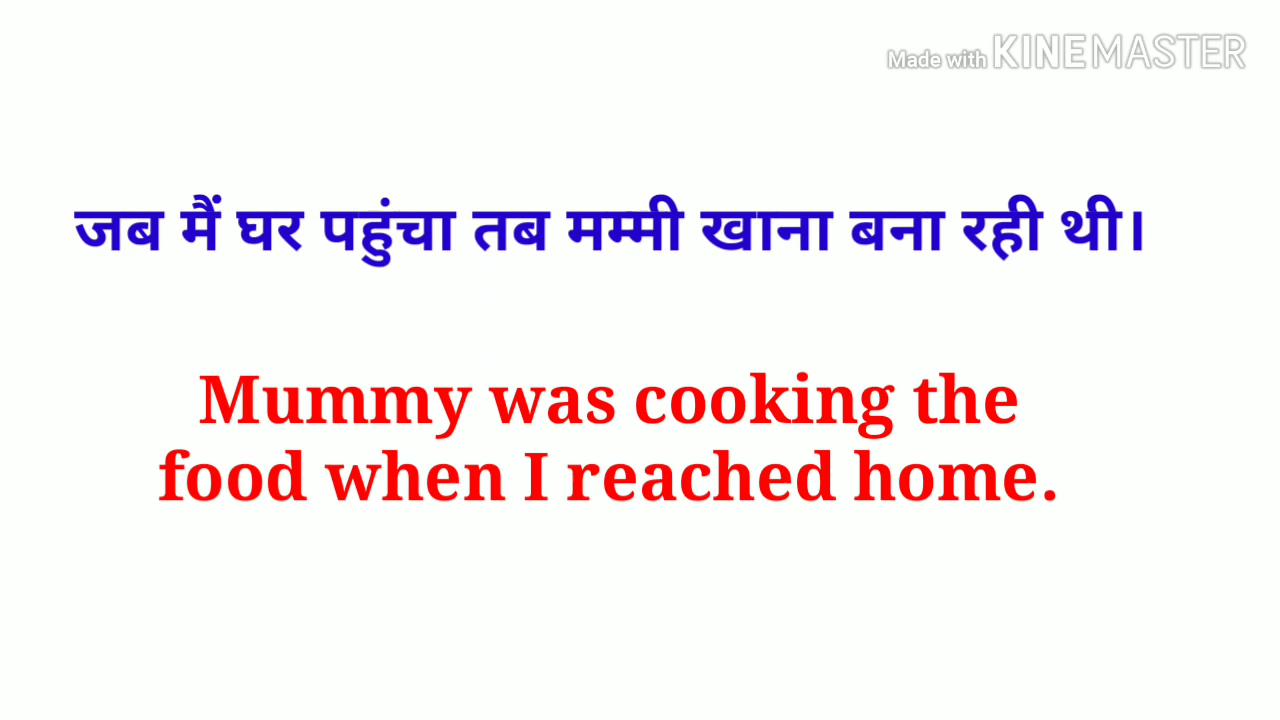 Made with KINEMASTER
जब मैं घर पहुंचा तब मम्मी खाना बना रही थी।
Mummy was cooking the
food when I reached home.